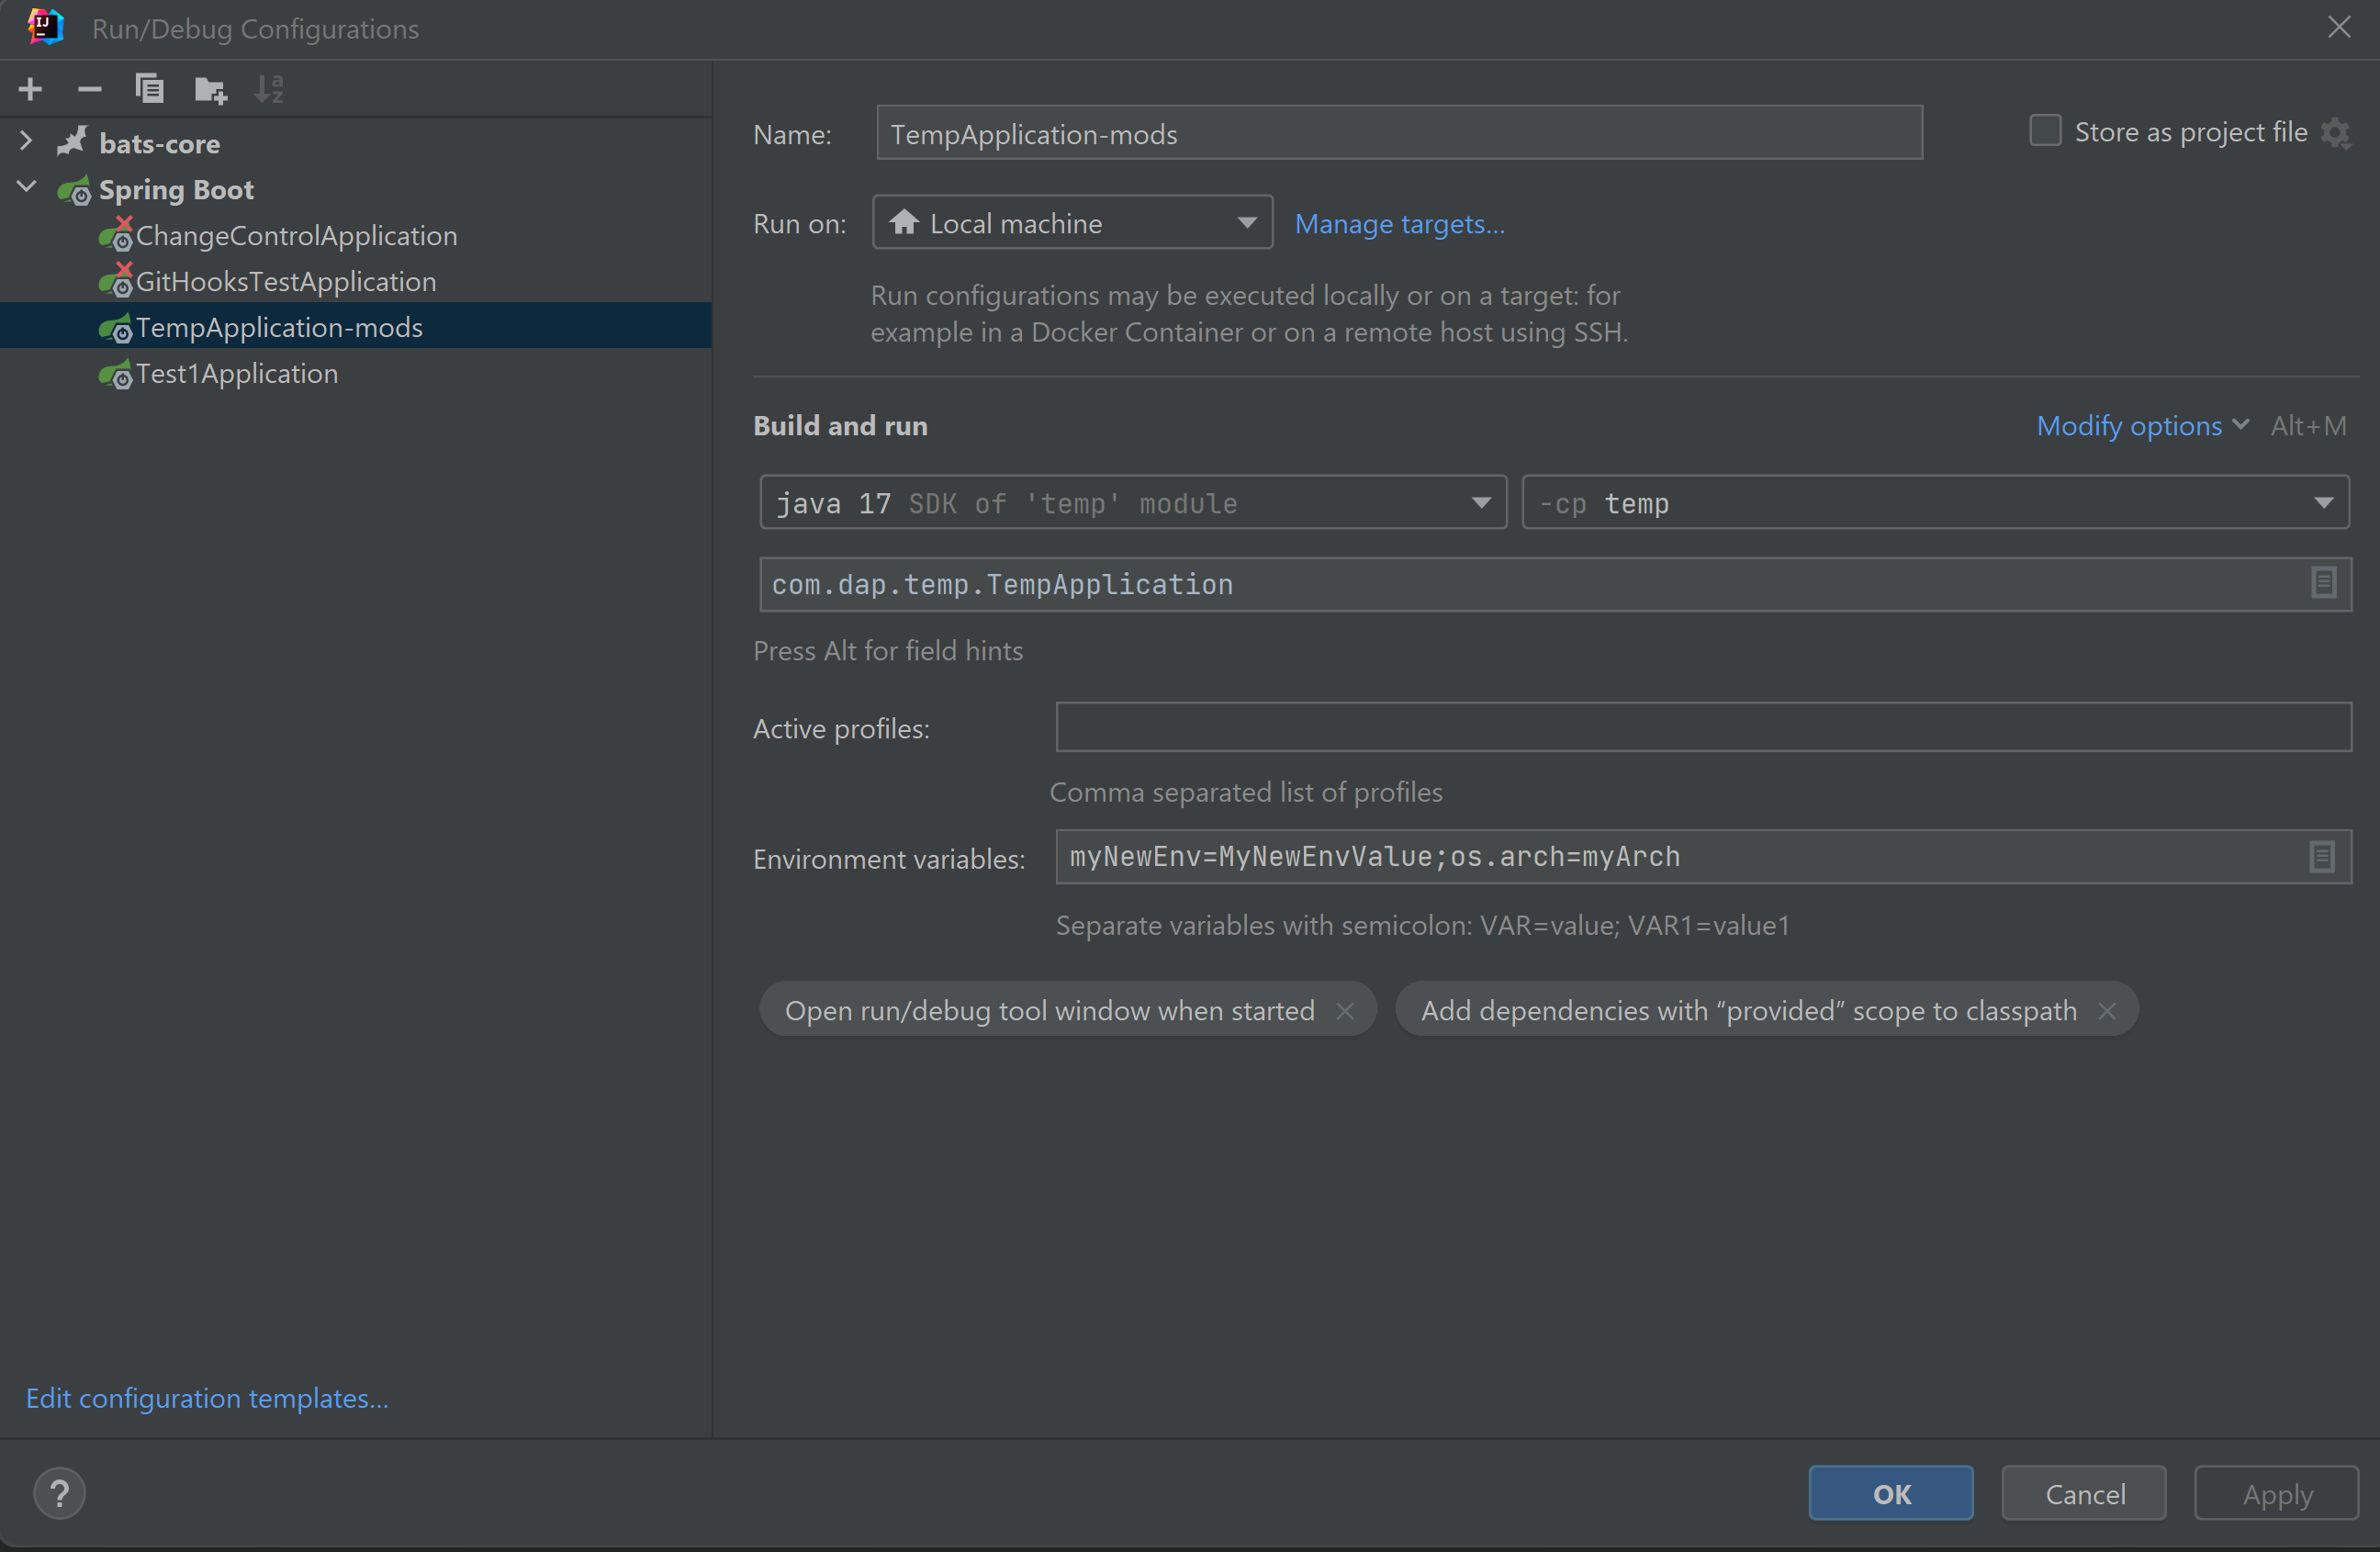 Run/Debug Configurations
bats-core
Spring Boot
ChangeControlApplication
GitHooksTestApplication
TempApplication-mods
Test1Application
Edit configuration templates...
Name: TempApplication-mods Store as project file
Run on: Local machine Manage targets...
Run configurations may be executed locally or on a target: for
example in a Docker Container or on a remote host using SSH.
Build and run Modify options Alt+M
java 17 SDK of 'temp' module -cp temp
com.dap.temp.TempApplication
Press Alt for field hints
Active profiles:
Comma separated list of profiles
Environment variables: myNewEnv=MyNewEnvValue;os.arch=myArch
Separate variables with semicolon: VAR=value; VAR1=value1
Open run/debug tool window when started Add dependencies with “provided” scope to classpath
? OK Cancel Apply